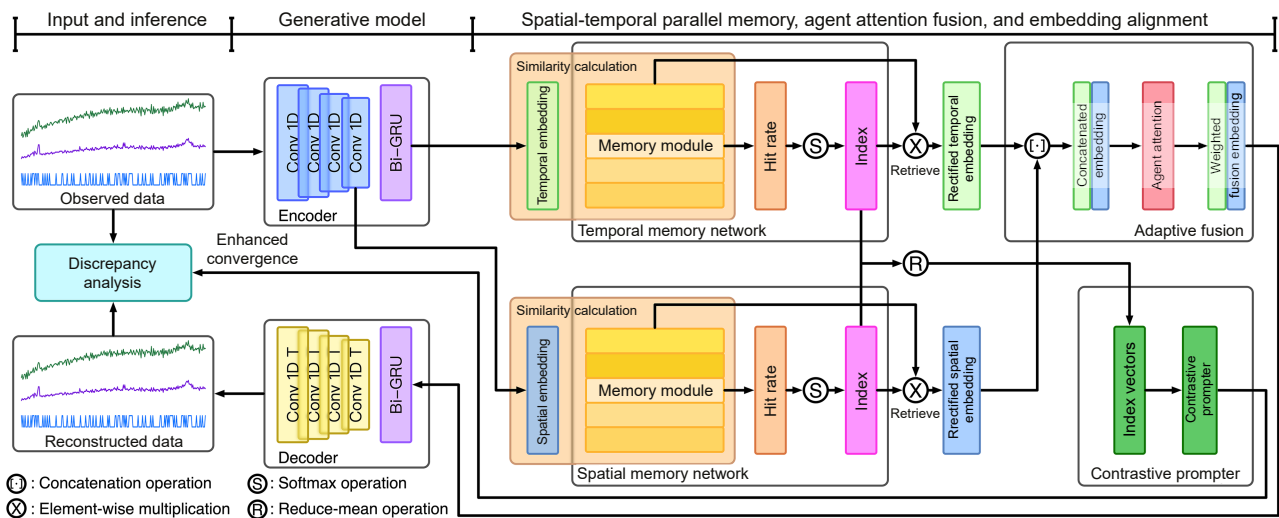 Input and inference
Generative model
Spatial-temporal parallel memory, agent attention fusion, and embedding alignment
Observed data
Discrepancy
analysis
Reconstructed data
Enhanced
convergence
Conv 1D
Conv 1D
Conv 1D
Conv 1D
Bi-GRU
Encoder
Conv 1D T
Conv 1D T
Conv 1D T
Conv 1D T
Bi-GRU
Decoder
Similarity calculation
Temporal embedding
Memory module
Hit rate
S
Index
X
Retrieve
Rectified temporal
embedding
Temporal memory network
[·]
Concatenated
embedding
Agent attention
Weighted
fusion embedding
Adaptive fusion
R
Similarity calculation
Spatial embedding
Memory module
Hit rate
S
Index
X
Retrieve
Rrectified spatial
embedding
Spatial memory network
Index vectors
Contrastive
prompter
Contrastive prompter
[·] : Concatenation operation
S : Softmax operation
X : Element-wise multiplication
R : Reduce-mean operation